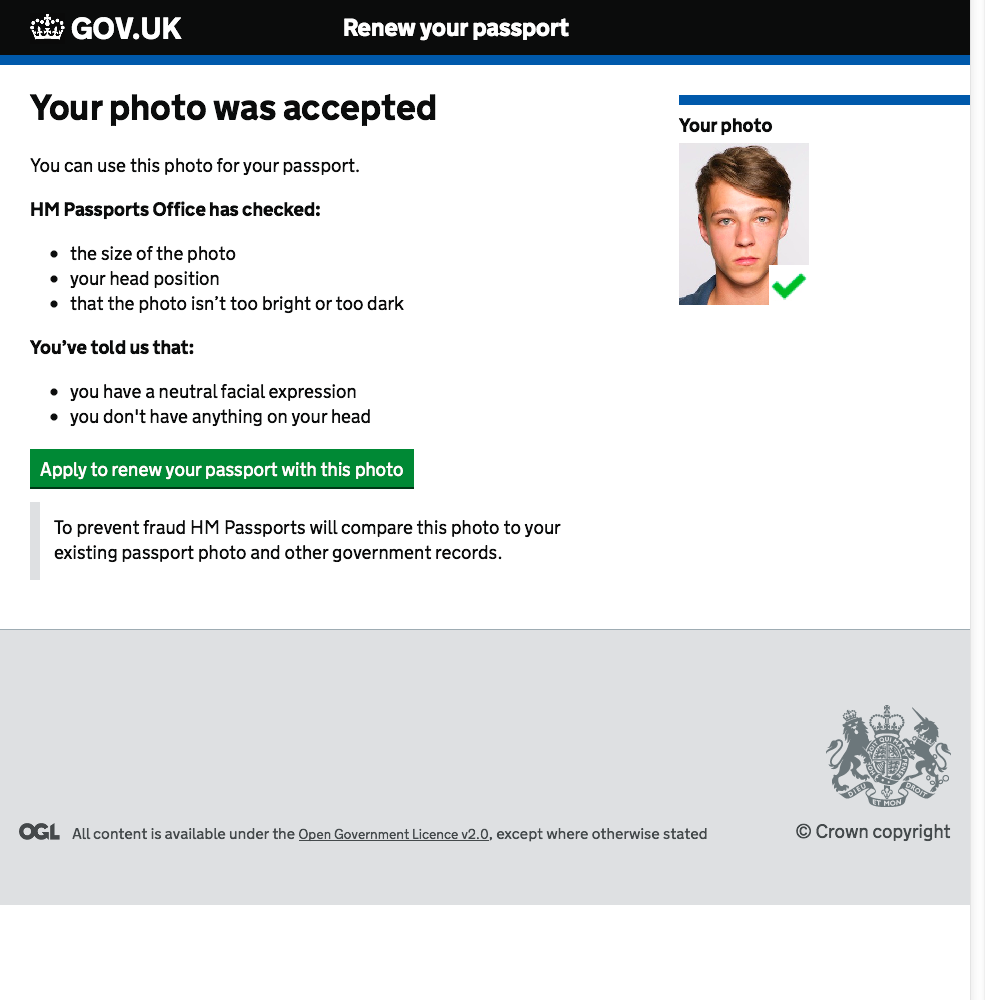 GOV.UK
Renew your passport
Your photo was accepted
You can use this photo for your passport.
HM Passports Office has checked:
the size of the photo
your head position
that the photo isn’t too bright or too dark
You’ve told us that:
you have a neutral facial expression
you don't have anything on your head
Apply to renew your passport with this photo
To prevent fraud HM Passports will compare this photo to your
existing passport photo and other government records.
Your photo
OGL All content is available under the Open Government Licence v2.0, except where otherwise stated
DIEU ET MON DROIT
© Crown copyright